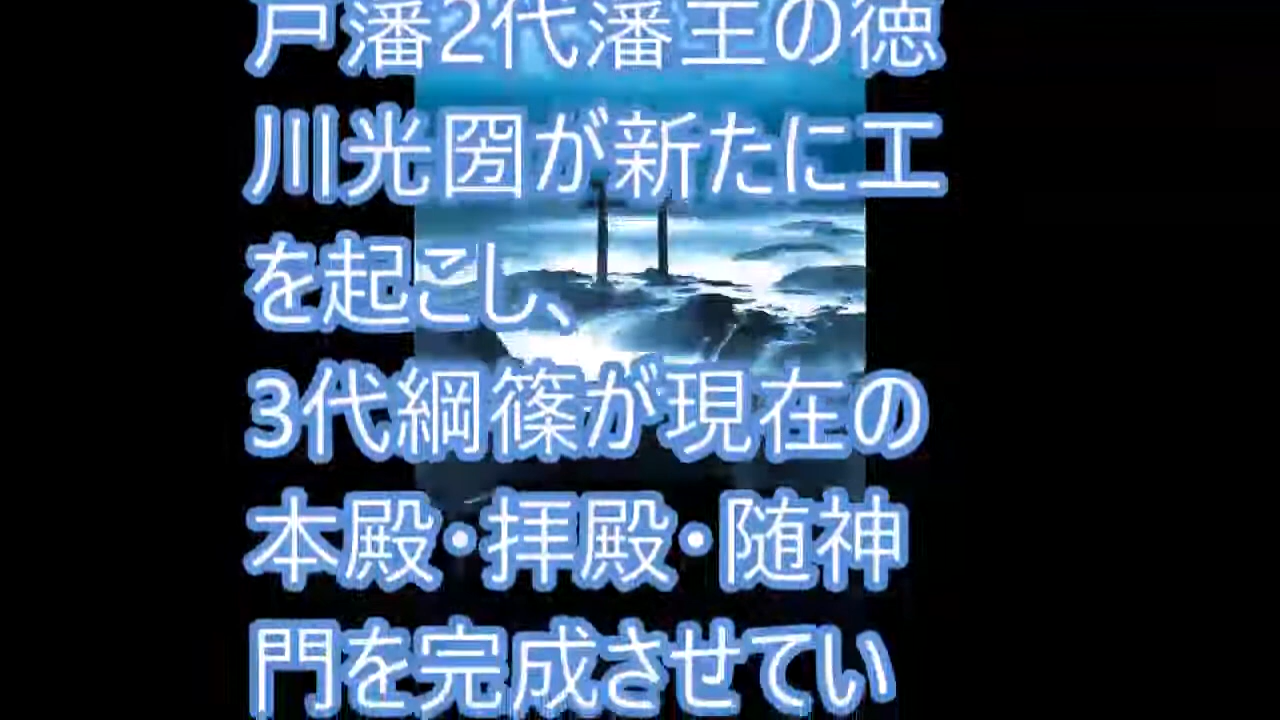 戸藩2代藩主の徳
川光圀が新たに工
を起こし、
3代綱篠が現在の
本殿・拝殿・随神
門を完成させてい